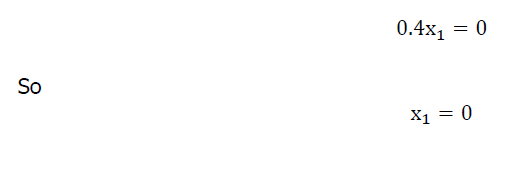 0.4x₁ = 0
So
x₁ = 0